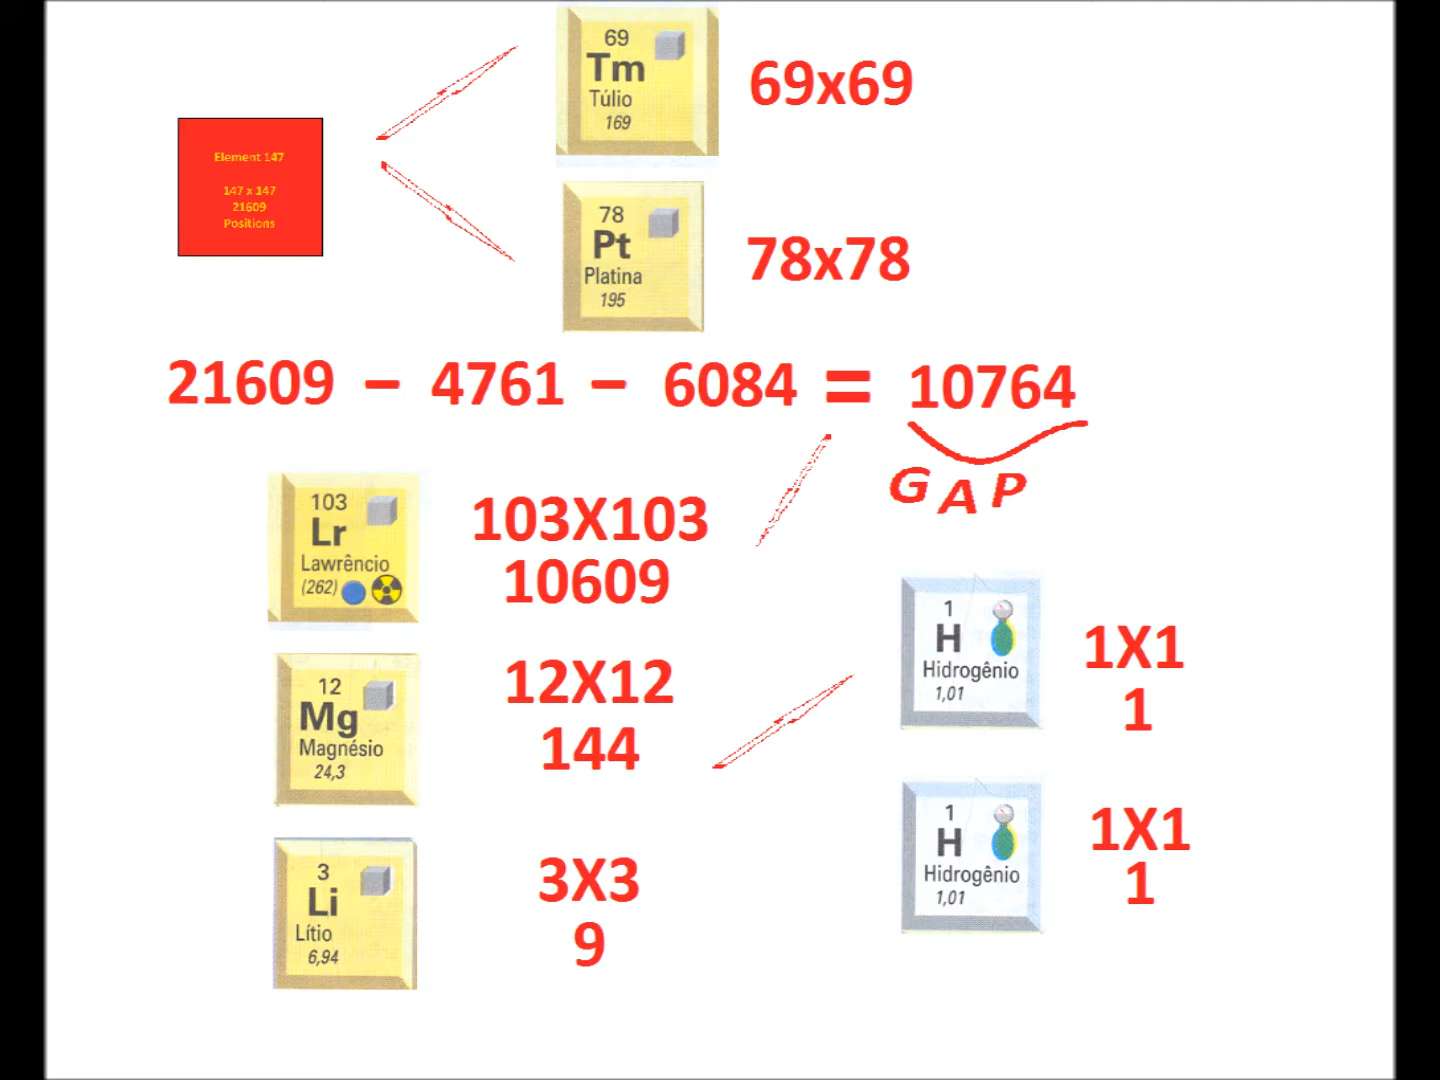 Element 147
147 x 147
21609
Positions
69
Tm
Túlio
169
69x69
78
Pt
Platina
195
78x78
21609 – 4761 – 6084 = 10764
GAP
103
Lr
Lawrêncio
(262)
103X103
10609
12
Mg
Magnésio
24,3
12X12
144
3
Li
Lítio
6,94
3X3
9
1
H
Hidrogênio
1,01
1X1
1
1
H
Hidrogênio
1,01
1X1
1